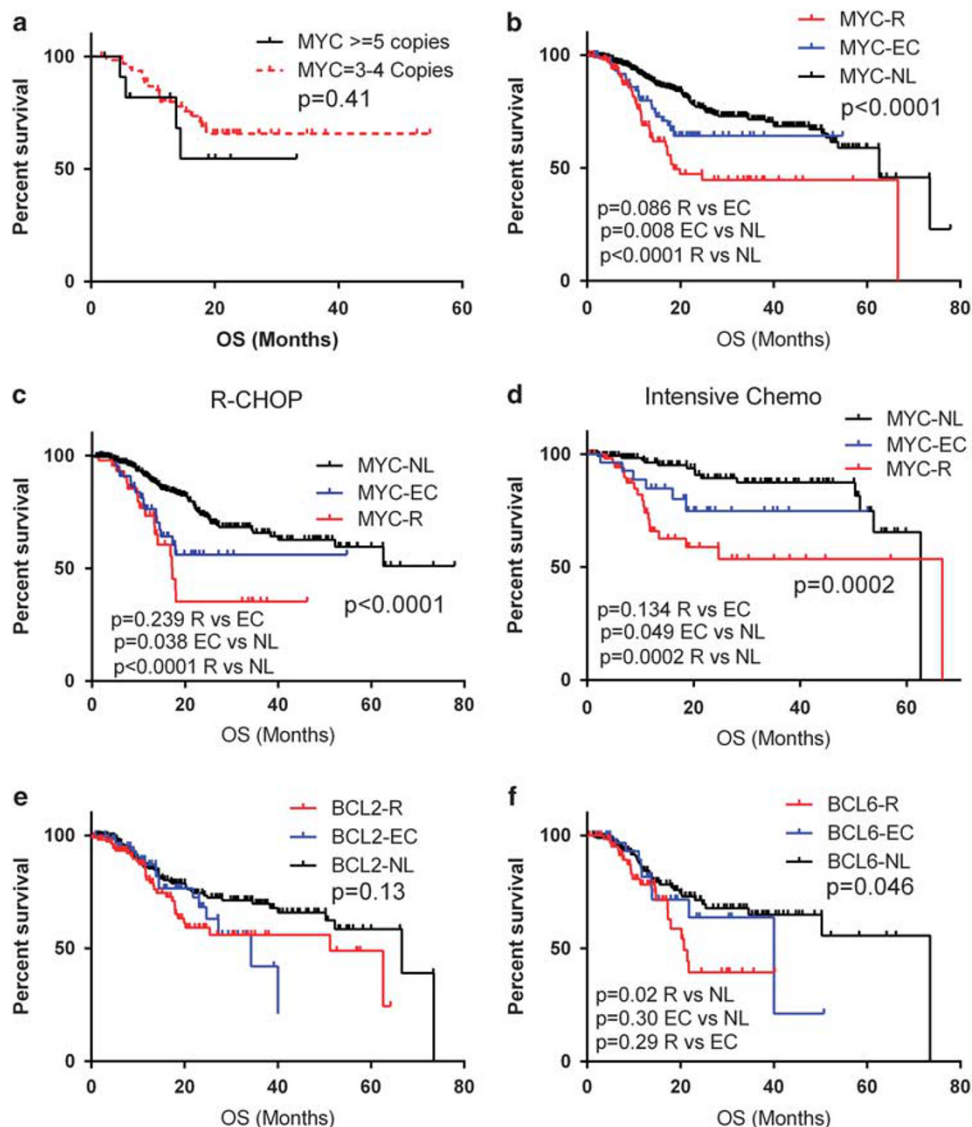 a
MYC >=5 copies
MYC=3-4 Copies
p=0.41
Percent survival
100
50
0
0 20 40 60
OS (Months)
b
MYC-R
MYC-EC
MYC-NL
p<0.0001
Percent survival
100
50
0
p=0.086 R vs EC
p=0.008 EC vs NL
p<0.0001 R vs NL
0 20 40 60 80
OS (Months)
c
R-CHOP
MYC-NL
MYC-EC
MYC-R
Percent survival
100
50
0
p<0.0001
p=0.239 R vs EC
p=0.038 EC vs NL
p<0.0001 R vs NL
0 20 40 60 80
OS (Months)
d
Intensive Chemo
MYC-NL
MYC-EC
MYC-R
Percent survival
100
50
0
p=0.0002
p=0.134 R vs EC
p=0.049 EC vs NL
p=0.0002 R vs NL
0 20 40 60
OS (Months)
e
BCL2-R
BCL2-EC
BCL2-NL
p=0.13
Percent survival
100
50
0
0 20 40 60 80
OS (Months)
f
BCL6-R
BCL6-EC
BCL6-NL
p=0.046
Percent survival
100
50
0
p=0.02 R vs NL
p=0.30 EC vs NL
p=0.29 R vs EC
0 20 40 60 80
OS (Months)